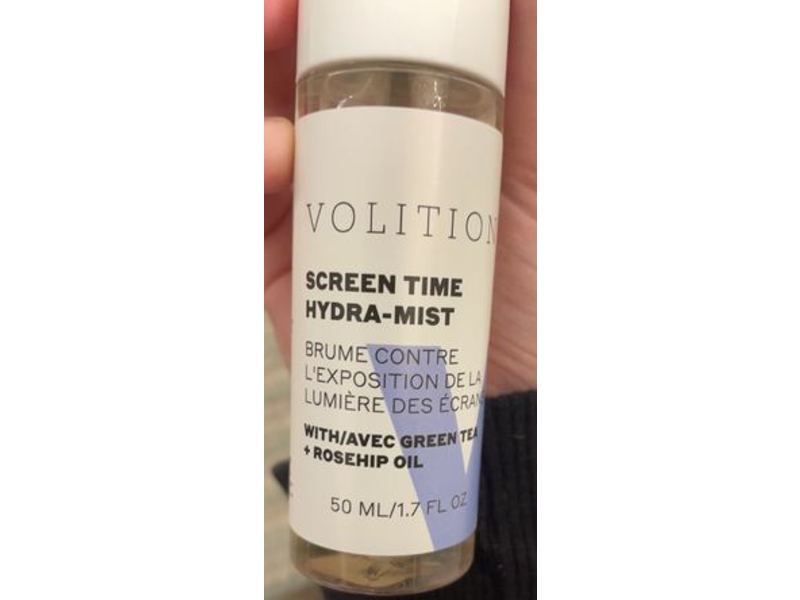 VOLITION
SCREEN TIME
HYDRA-MIST
BRUME CONTRE
L'EXPOSITION DE LA
LUMIÈRE DES ÉCRANS
WITH/AVEC GREEN TEA
+ ROSEHIP OIL
50 ML/1.7 FL OZ